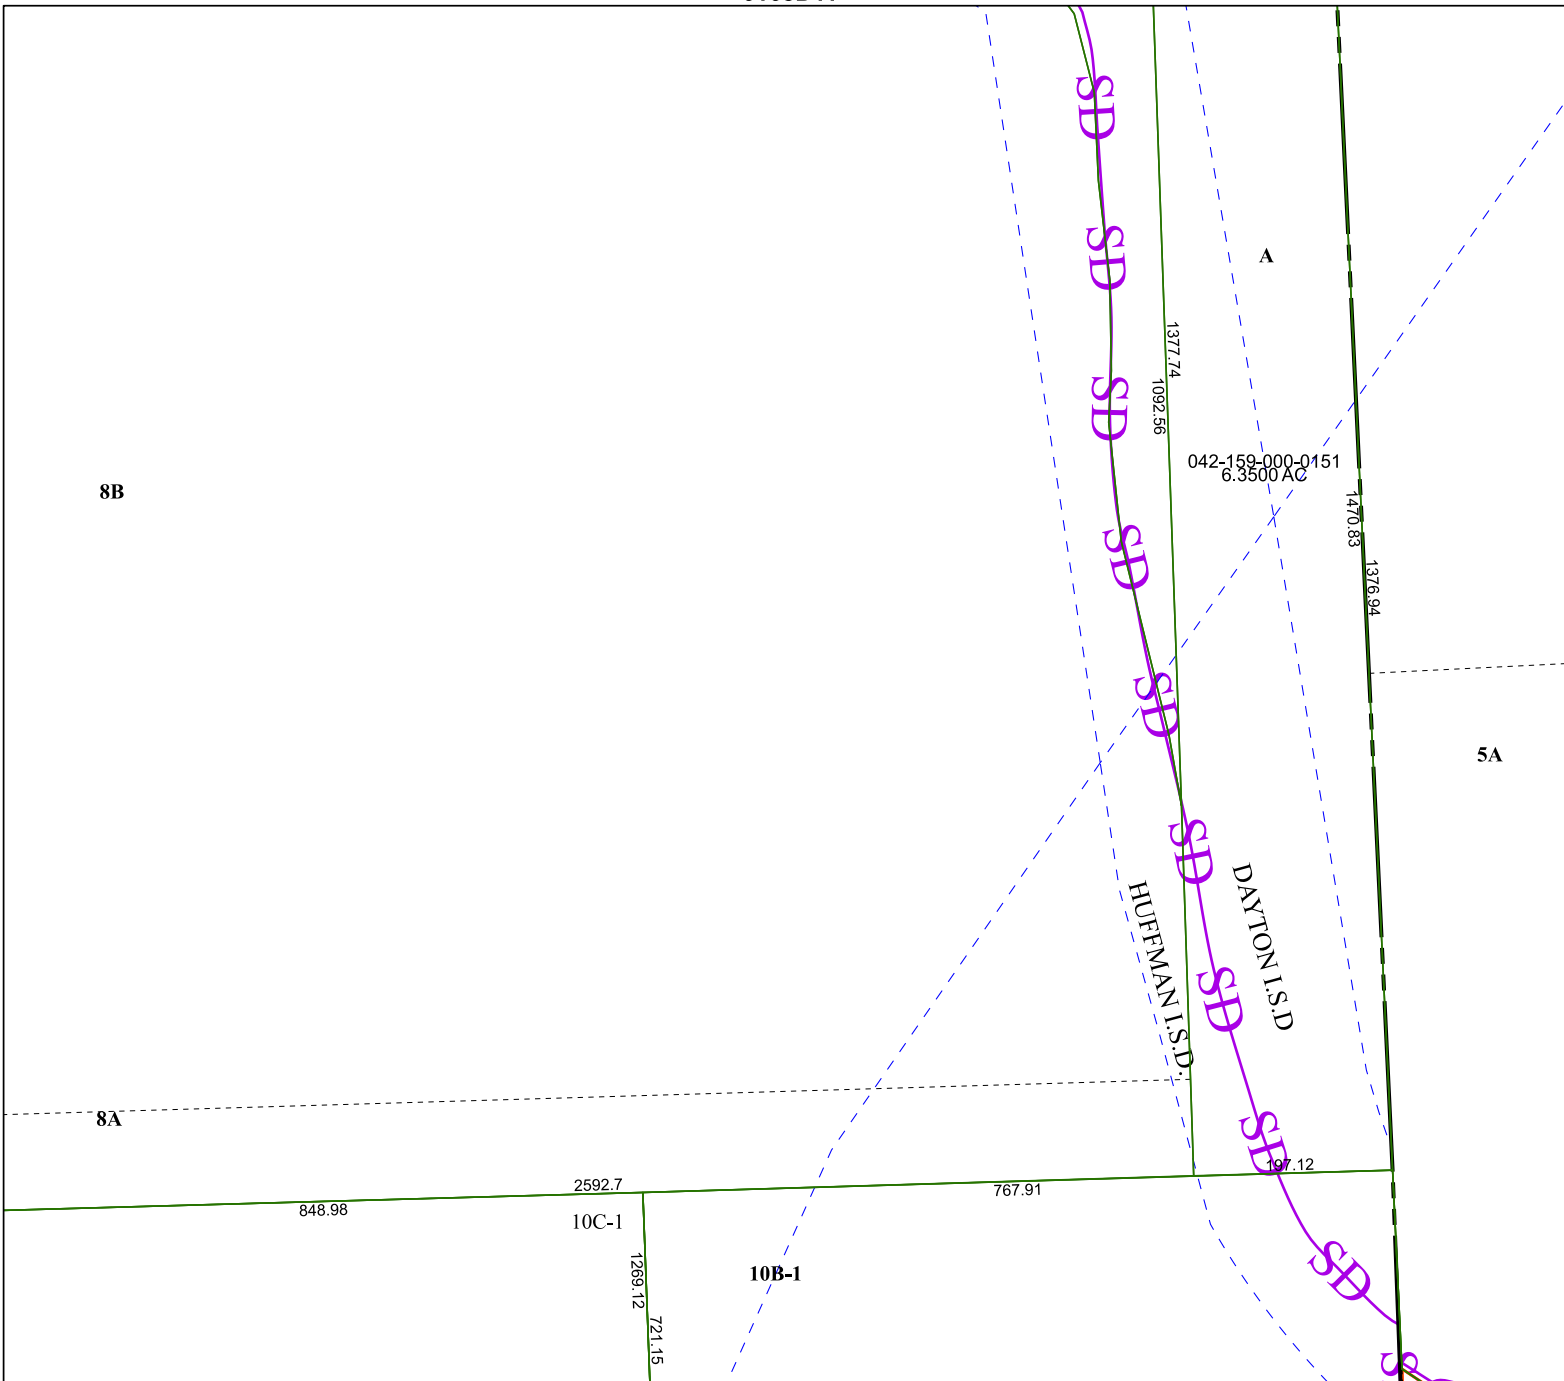 SD
SD
A
1377.74
SD
1092.56
042-159-000-0151
6.3500 AC
8B
1470.83
SD
1376.94
SD
5A
SD
DAYTON I.S.D
HUFFMAN I.S.D.
SD
8A
SD
197.12
2592.7
767.91
848.98
10C-1
SD
10B-1
1269.12
721.15
S